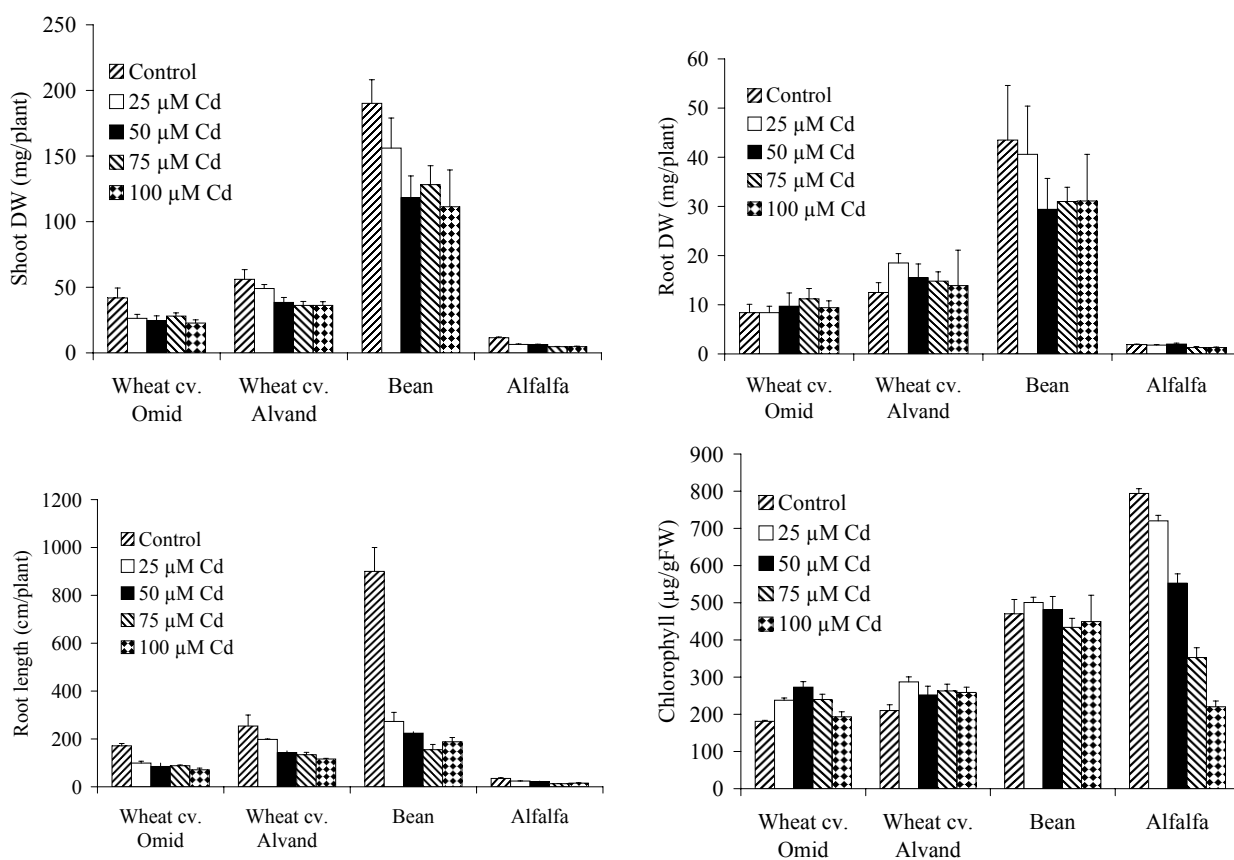 250
200
150
100
50
0
Shoot DW (mg/plant)
Control
25 µM Cd
50 µM Cd
75 µM Cd
100 µM Cd
Wheat cv. Omid
Wheat cv. Alvand
Bean
Alfalfa
60
50
40
30
20
10
0
Root DW (mg/plant)
Control
25 µM Cd
50 µM Cd
75 µM Cd
100 µM Cd
Wheat cv. Omid
Wheat cv. Alvand
Bean
Alfalfa
1200
1000
800
600
400
200
0
Root length (cm/plant)
Control
25 µM Cd
50 µM Cd
75 µM Cd
100 µM Cd
Wheat cv. Omid
Wheat cv. Alvand
Bean
Alfalfa
900
800
700
600
500
400
300
200
100
0
Chlorophyll (µg/gFW)
Control
25 µM Cd
50 µM Cd
75 µM Cd
100 µM Cd
Wheat cv. Omid
Wheat cv. Alvand
Bean
Alfalfa